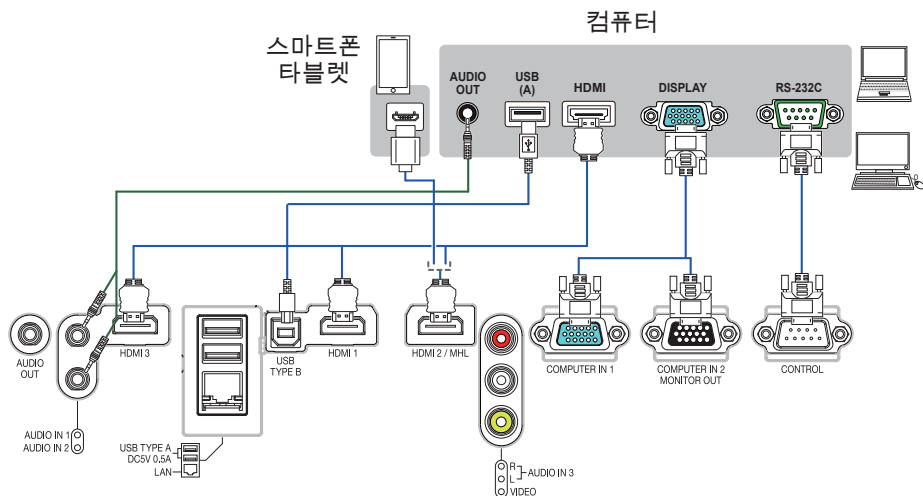 컴퓨터
스마트폰
타블렛
AUDIO
OUT
USB
(A)
HDMI
DISPLAY
RS-232C
AUDIO
OUT
HDMI 3
USB
TYPE B
HDMI 1
HDMI 2 / MHL
COMPUTER IN 1
COMPUTER IN 2
MONITOR OUT
CONTROL
AUDIO IN 1
AUDIO IN 2
USB TYPE A
DC5V 0.5A
LAN
R
L
AUDIO IN 3
VIDEO